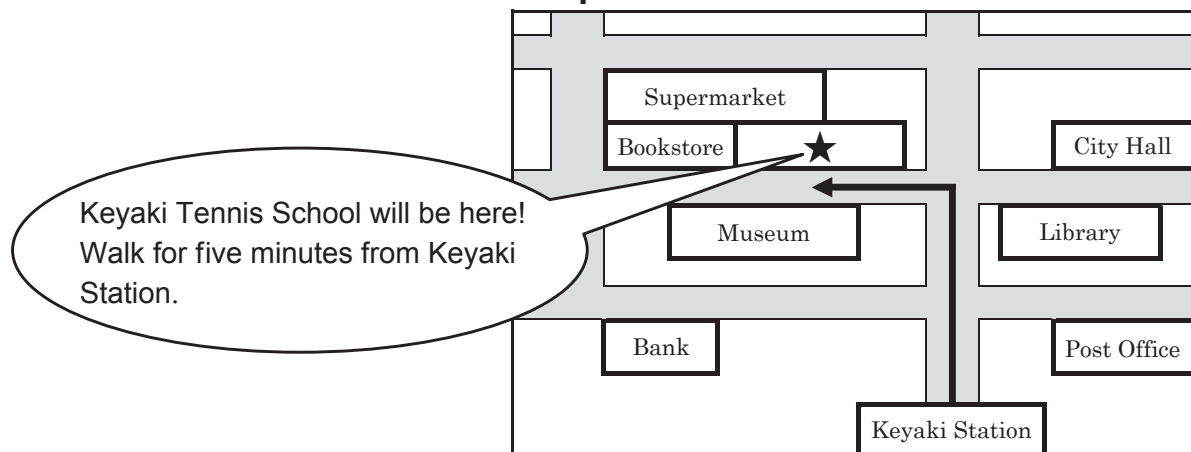 Supermarket
Bookstore ★
City Hall
Keyaki Tennis School will be here!
Walk for five minutes from Keyaki
Station.
Museum
Library
Bank
Post Office
Keyaki Station